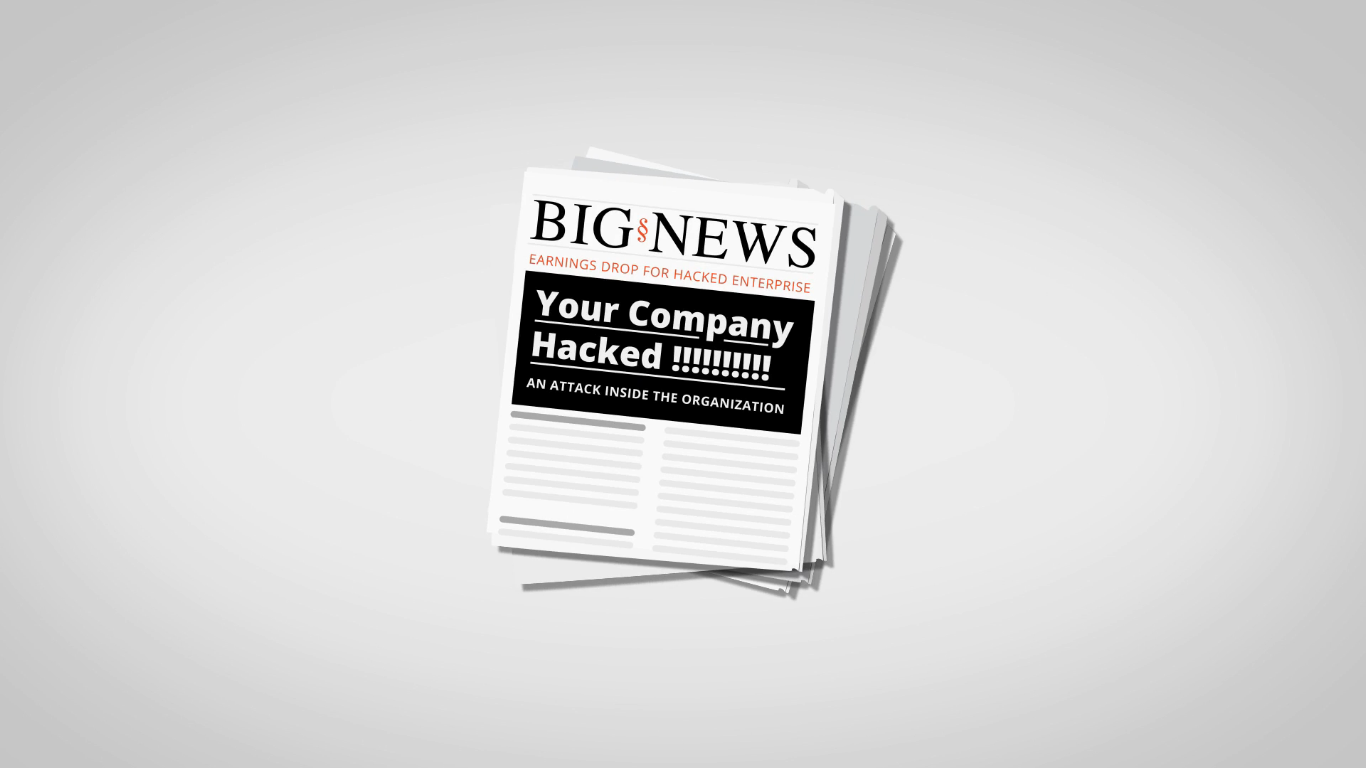 BIG§NEWS
EARNINGS DROP FOR HACKED ENTERPRISE
Your Company
Hacked !!!!!!!!!!
AN ATTACK INSIDE THE ORGANIZATION